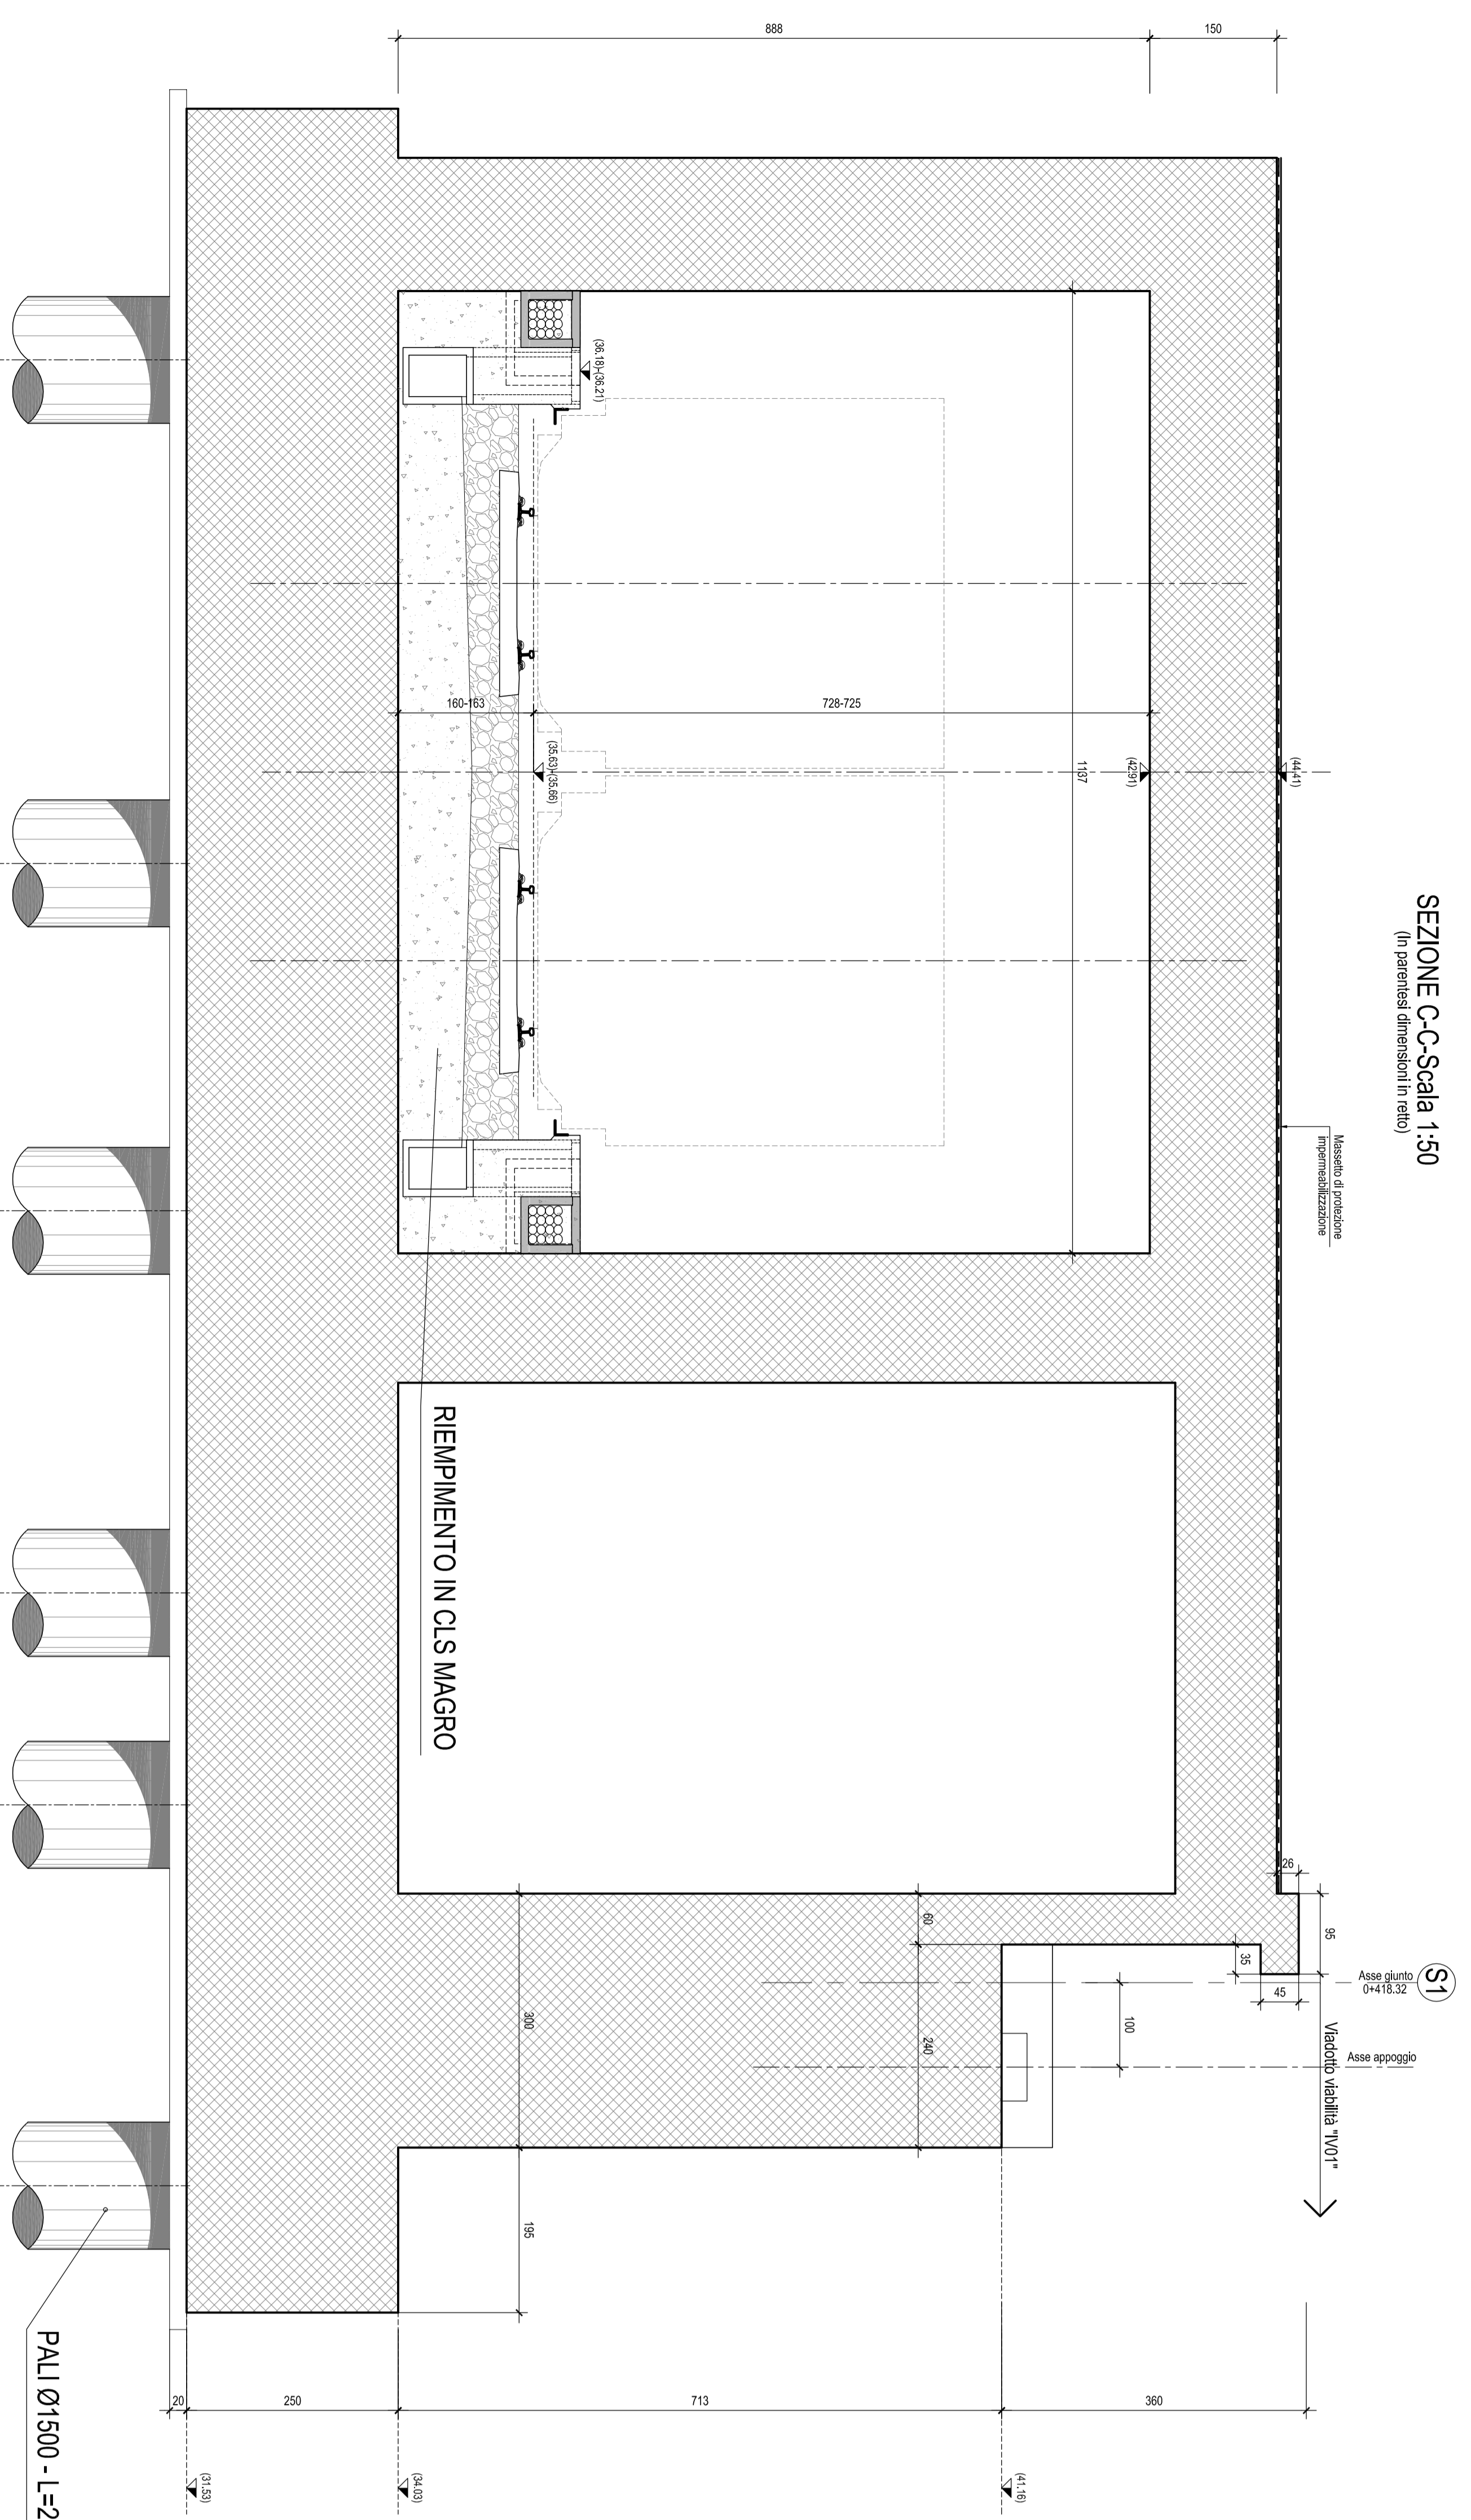 SEZIONE C-C-Scala 1:50
(In parentesi dimensioni in retto)
Massetto di protezione
impermeabilizzazione
888
150
(44.41)
(42.91)
1137
728-725
160-163
(36.18)-(36.21)
(35.63)-(35.66)
RIEMPIMENTO IN CLS MAGRO
S1
Asse giunto
0+418.32
Asse appoggio
Viadotto viabilità "IV01"
26
95
35
45
100
60
240
300
195
360
713
250
20
(41.16)
(34.03)
(31.53)
PALI Ø1500 - L=2